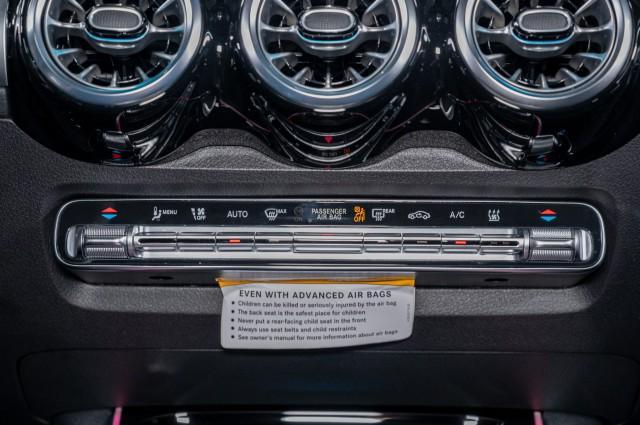 MENU OFF AUTO MAX PASSENGER AIR BAG OFF REAR A/C
EVEN WITH ADVANCED AIR BAGS
• Children can be killed or seriously injured by the air bag
• The back seat is the safest place for children
• Never put a rear-facing child seat in the front
• Always use seat belts and child restraints
• See owner's manual for more information about air bags